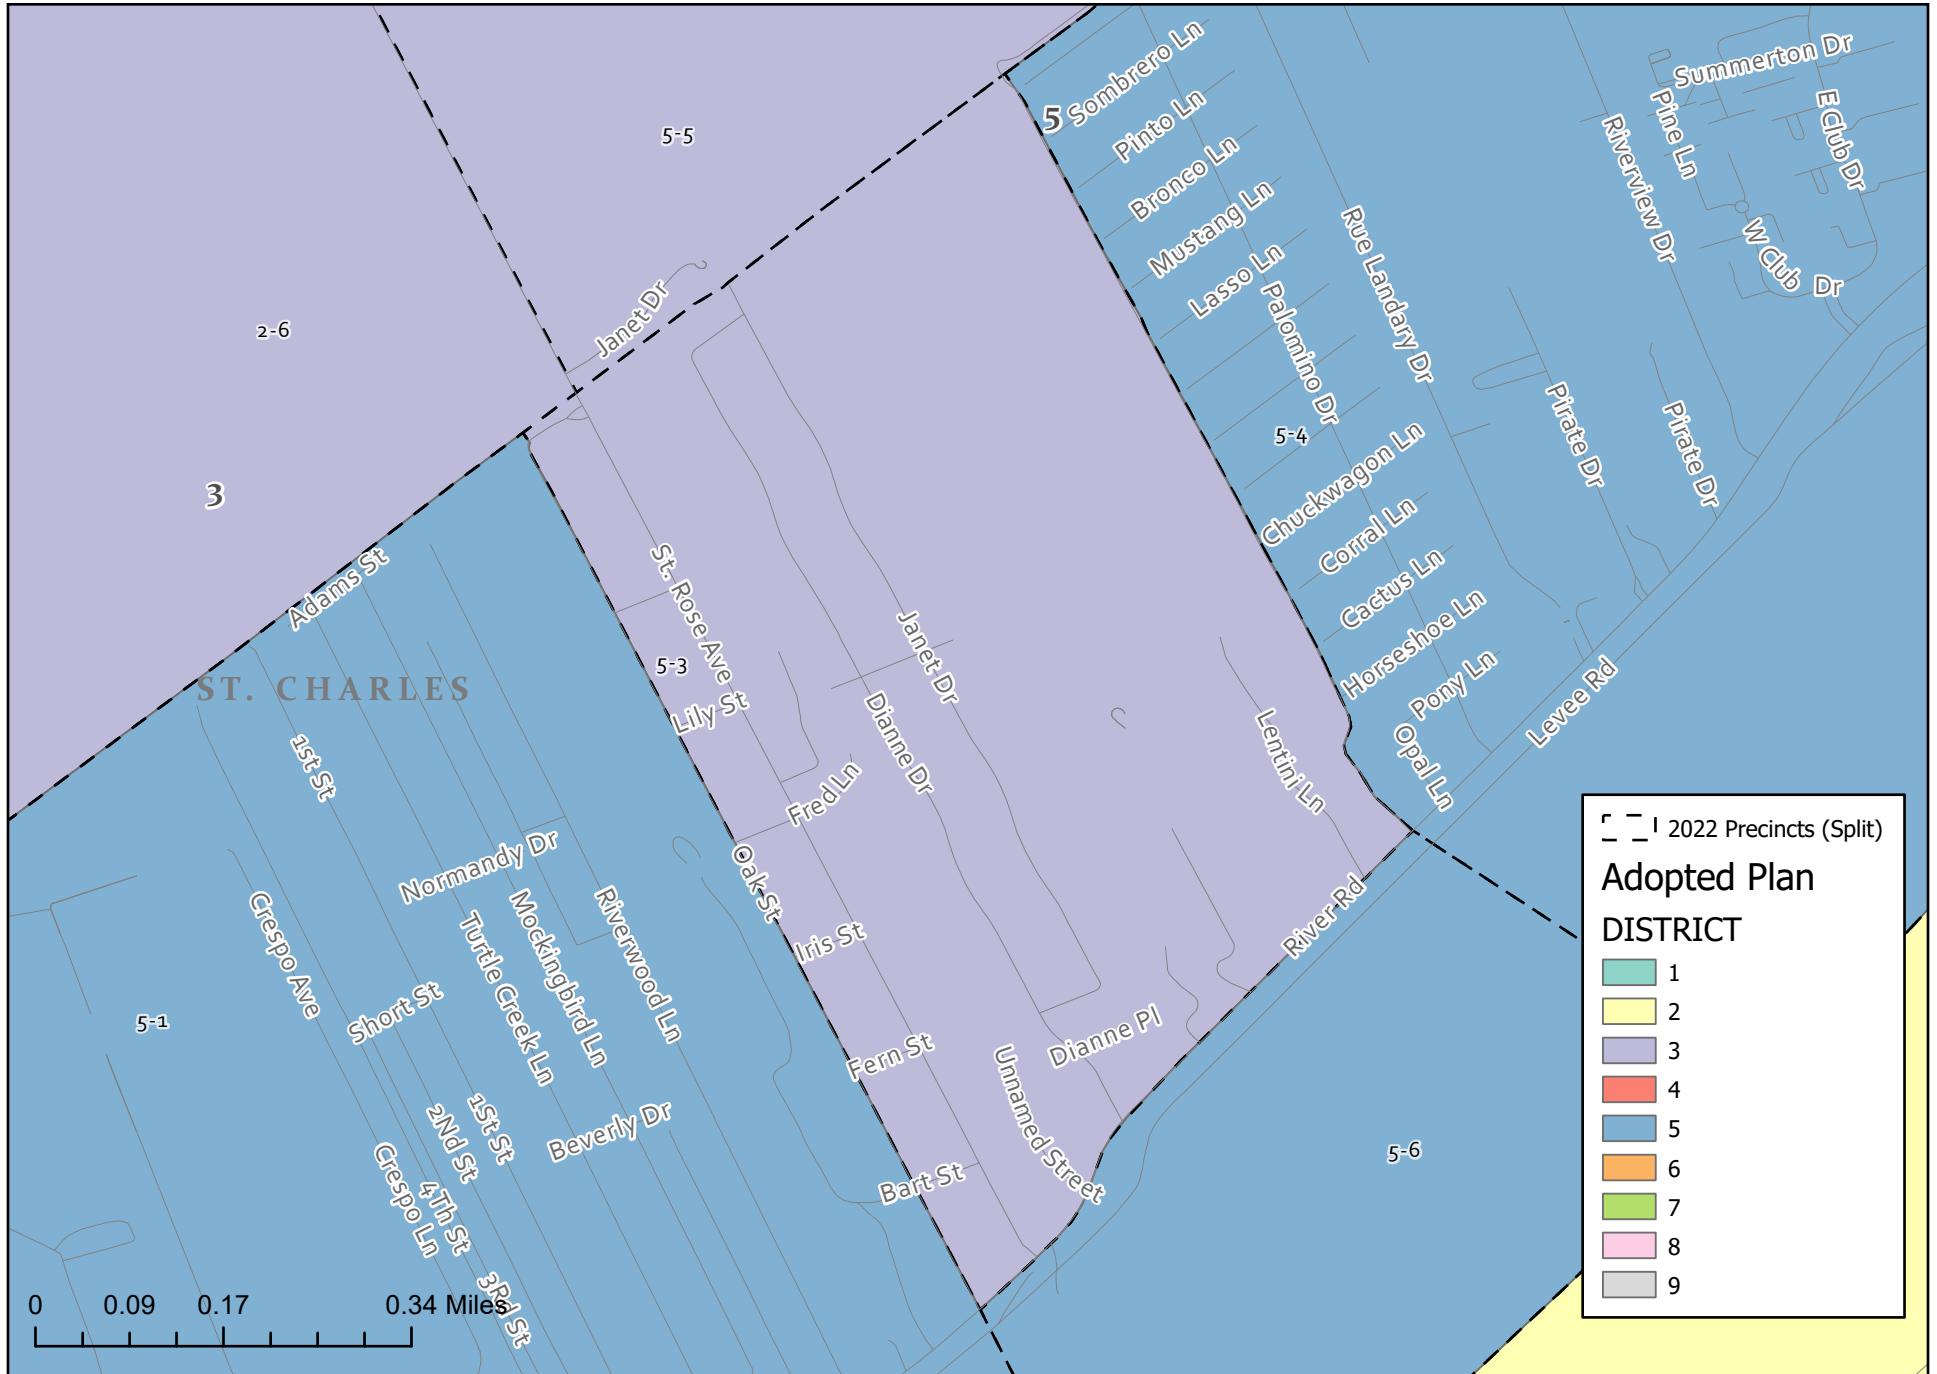 5-5
2-6
3
5
5-4
5-3
5-1
5-6
ST. CHARLES
Sombrero Ln
Pinto Ln
Bronco Ln
Mustang Ln
Lasso Ln
Palomino Dr
Rue Landary Dr
Riverview Dr
Pine Ln
Summerton Dr
E Club Dr
W Club Dr
Pirate Dr
Pirate Dr
Chuckwagon Ln
Corral Ln
Cactus Ln
Horseshoe Ln
Pony Ln
Opal Ln
Levee Rd
Janet Dr
Adams St
St. Rose Ave
Lily St
Janet Dr
Dianne Dr
Fred Ln
Lentini Ln
River Rd
Oak St
Iris St
Fern St
Bart St
Unnamed Street
Dianne Pl
1st St
Normandy Dr
Crespo Ave
Turtle Creek Ln
Mockingbird Ln
Riverwood Ln
Short St
1St St
2Nd St
Beverly Dr
Crespo Ln
4Th St
3Rd St
0 0.09 0.17 0.34 Miles
2022 Precincts (Split)
Adopted Plan
DISTRICT
1
2
3
4
5
6
7
8
9